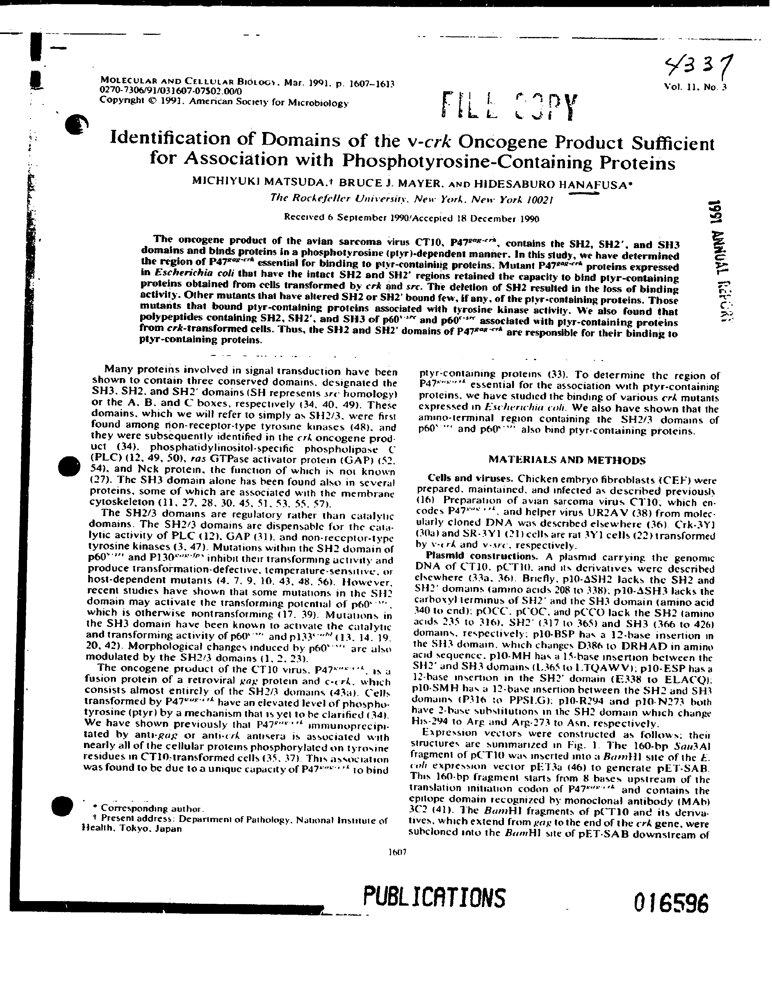 4337
MOLECULAR AND CELLULAR BIOLOGY, Mar. 1991, p. 1607-1613
Vol. 11, No. 3
0270-7306/91/031607-07$02.00/0
Copyright © 1991, American Society for Microbiology
FILE COPY
Identification of Domains of the v-crk Oncogene Product Sufficient
for Association with Phosphotyrosine-Containing Proteins
MICHIYUKI MATSUDA,† BRUCE J. MAYER, AND HIDESABURO HANAFUSA*
The Rockefeller University, New York, New York 10021
Received 6 September 1990/Accepted 18 December 1990
1991 ANNUAL REPORT
The oncogene product of the avian sarcoma virus CT10, P47gag-crk, contains the SH2, SH2', and SH3
domains and binds proteins in a phosphotyrosine (ptyr)-dependent manner. In this study, we have determined
the region of P47gag-crk essential for binding to ptyr-containing proteins. Mutant P47gag-crk proteins expressed
in Escherichia coli that have the intact SH2 and SH2' regions retained the capacity to bind ptyr-containing
proteins obtained from cells transformed by crk and src. The deletion of SH2 resulted in the loss of binding
activity. Other mutants that have altered SH2 or SH2' bound few, if any, of the ptyr-containing proteins. Those
mutants that bound ptyr-containing proteins associated with tyrosine kinase activity. We also found that
polypeptides containing SH2, SH2', and SH3 of p60v-src and p60c-src associated with ptyr-containing proteins
from crk-transformed cells. Thus, the SH2 and SH2' domains of P47gag-crk are responsible for their binding to
ptyr-containing proteins.
Many proteins involved in signal transduction have been
shown to contain three conserved domains, designated the
SH3, SH2, and SH2' domains (SH represents src homology)
or the A, B, and C boxes, respectively (34, 40, 49). These
domains, which we will refer to simply as SH2/3, were first
found among non-receptor-type tyrosine kinases (48), and
they were subsequently identified in the crk oncogene prod-
uct (34), phosphatidylinositol-specific phospholipase C
(PLC) (12, 49, 50), ras GTPase activator protein (GAP) (52,
54), and Nck protein, the function of which is not known
(27). The SH3 domain alone has been found also in several
proteins, some of which are associated with the membrane
cytoskeleton (11, 27, 28, 30, 45, 51, 53, 55, 57).
The SH2/3 domains are regulatory rather than catalytic
domains. The SH2/3 domains are dispensable for the cata-
lytic activity of PLC (12), GAP (31), and non-receptor-type
tyrosine kinases (3, 47). Mutations within the SH2 domain of
p60v-src and P130gag-fps inhibit their transforming activity and
produce transformation-defective, temperature-sensitive, or
host-dependent mutants (4, 7, 9, 10, 43, 48, 56). However,
recent studies have shown that some mutations in the SH2
domain may activate the transforming potential of p60
(17, 39). Mutations in
the SH3 domain have been known to activate the catalytic
and transforming activity of p60 and p133 (13, 14, 19,
20, 42). Morphological changes induced by p60 are also
modulated by the SH2/3 domains (1, 2, 23).
The oncogene product of the CT10 virus, P47gag-crk, is a
fusion protein of a retroviral gag protein and c-crk, which
consists almost entirely of the SH2/3 domains (43a). Cells
transformed by P47gag-crk have an elevated level of phospho-
tyrosine (ptyr) by a mechanism that is yet to be clarified (34).
We have shown previously that P47gag-crk immunoprecipi-
tated by anti-gag or anti-crk antisera is associated with
nearly all of the cellular proteins phosphorylated on tyrosine
residues in CT10-transformed cells (35, 37). This association
was found to be due to a unique capacity of P47gag-crk to bind
* Corresponding author.
† Present address: Department of Pathology, National Institute of
Health, Tokyo, Japan
ptyr-containing proteins (33). To determine the region of
P47gag-crk essential for the association with ptyr-containing
proteins, we have studied the binding of various crk mutants
expressed in Escherichia coli. We also have shown that the
amino-terminal region containing the SH2/3 domains of
p60 and p60 also bind ptyr-containing proteins.
MATERIALS AND METHODS
Cells and viruses. Chicken embryo fibroblasts (CEF) were
prepared, maintained, and infected as described previously
(16). Preparation of avian sarcoma virus CT10, which en-
codes P47gag-crk, and helper virus UR2AV (38) from molec-
ularly cloned DNA was described elsewhere (36). Crk-3Y1
(30a) and SR-3Y1 (21) cells are rat 3Y1 cells (22) transformed
by v-crk and v-src, respectively.
Plasmid constructions. A plasmid carrying the genomic
DNA of CT10, pCT10, and its derivatives were described
elsewhere (33a, 36). Briefly, p10-ΔSH2 lacks the SH2 and
SH2' domains (amino acids 208 to 338); p10-ΔSH3 lacks the
carboxyl terminus of SH2' and the SH3 domain (amino acid
340 to end); pOCC, pCOC, and pCCO lack the SH2 (amino
acids 235 to 316), SH2' (317 to 365) and SH3 (366 to 426)
domains, respectively; p10-BSP has a 12-base insertion in
the SH3 domain, which changes D386 to DRHAD in amino
acid sequence; p10-MH has a 15-base insertion between the
SH2' and SH3 domains (L365 to LTQAWV); p10-ESP has a
12-base insertion in the SH2' domain (E338 to ELACQ);
p10-SMH has a 12-base insertion between the SH2 and SH3
domains (P316 to PPSLG); p10-R294 and p10-N273 both
have 2-base substitutions in the SH2 domain which change
His-294 to Arg and Arg-273 to Asn, respectively.
Expression vectors were constructed as follows; their
structures are summarized in Fig. 1. The 160-bp Sau3AI
fragment of pCT10 was inserted into a BamHI site of the E.
coli expression vector pET3a (46) to generate pET-SAB.
This 160-bp fragment starts from 8 bases upstream of the
translation initiation codon of P47gag-crk and contains the
epitope domain recognized by monoclonal antibody (MAb)
3C2 (41). The BamHI fragments of pCT10 and its deriva-
tives, which extend from gag to the end of the crk gene, were
subcloned into the BamHI site of pET-SAB downstream of
1607
PUBLICATIONS
016596